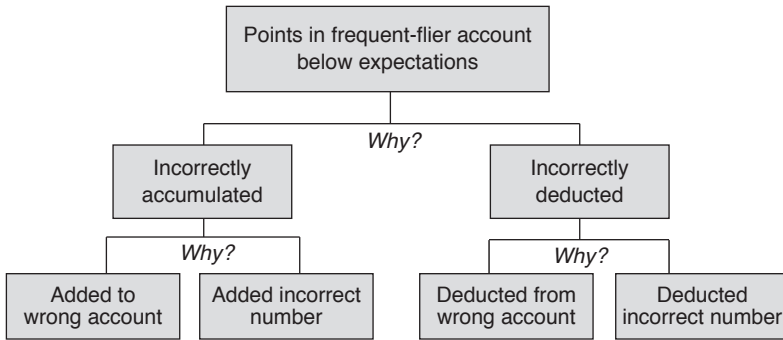 Points in frequent-flier account
below expectations
Why?
Incorrectly
accumulated
Incorrectly
deducted
Why?
Why?
Added to
wrong account
Added incorrect
number
Deducted from
wrong account
Deducted
incorrect number